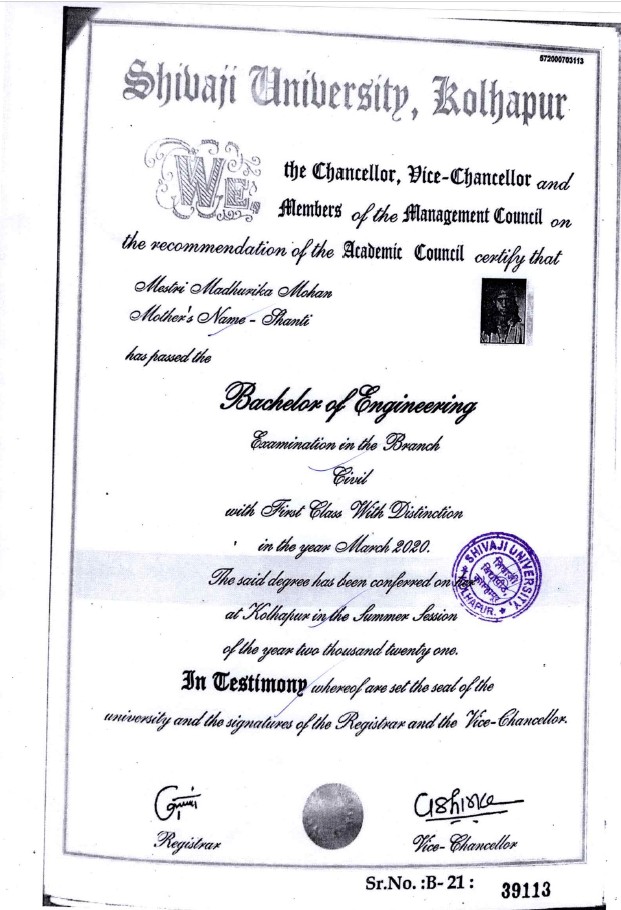 572000703113
Shivaji University, Kolhapur
We, the Chancellor, Vice-Chancellor and
Members of the Management Council on
the recommendation of the Academic Council certify that
Mestri Madhurika Mohan
Mother's Name - Shanti
has passed the
Bachelor of Engineering
Examination in the Branch
Civil
with First Class With Distinction
in the year March 2020.
The said degree has been conferred on
at Kolhapur in the Summer Session
of the year two thousand twenty one.
In Testimony whereof are set the seal of the
university and the signatures of the Registrar and the Vice-Chancellor.
SHIVAJI UNIVERSITY,
KOLHAPUR.
Registrar
Vice-Chancellor
Sr.No. :B- 21 : 39113